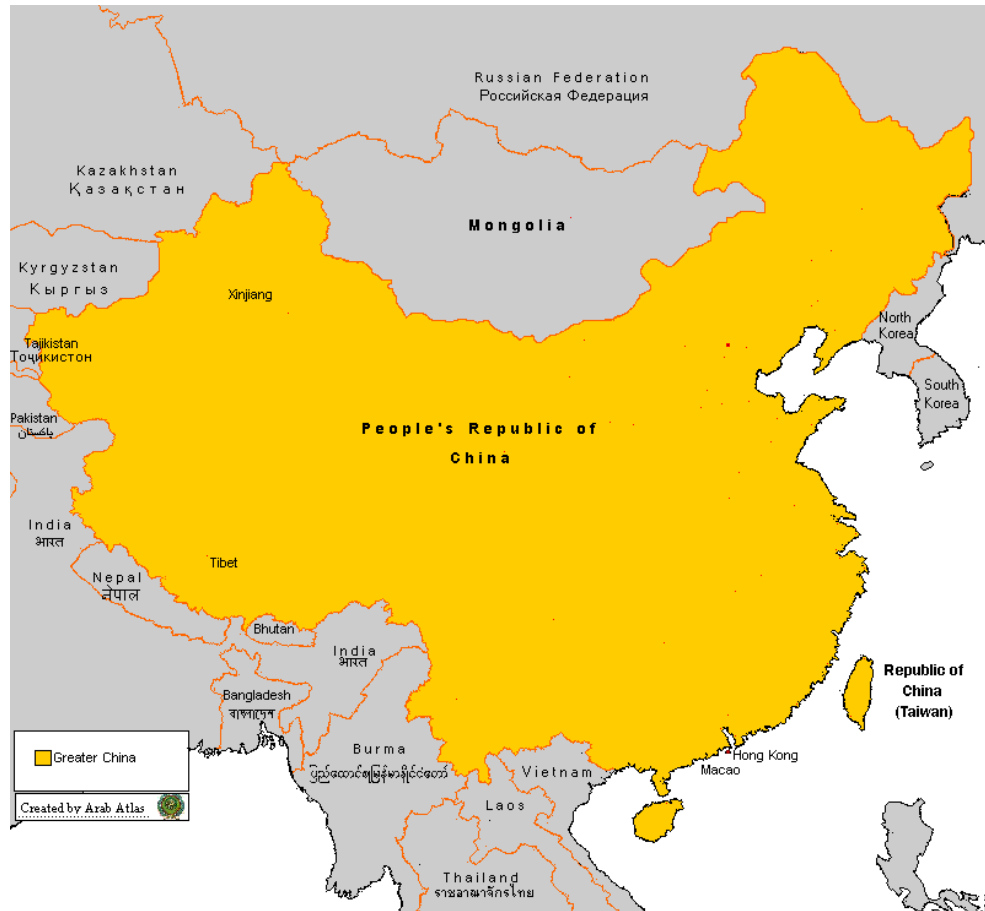 Russian Federation
Российская Федерация
Kazakhstan
Қазақстан
Mongolia
Kyrgyzstan
Кыргыз
Xinjiang
North
Korea
Tajikistan
Тоҷикистон
South
Korea
Pakistan
پاکستان
People's Republic of
China
India
भारत
Tibet
Nepal
नेपाल
Bhutan
India
भारत
Republic of
China
(Taiwan)
Bangladesh
বাংলাদেশ
Greater China
Burma
Hong Kong
Macao
Vietnam
Created by Arab Atlas
Laos
Thailand
ราชอาณาจักรไทย